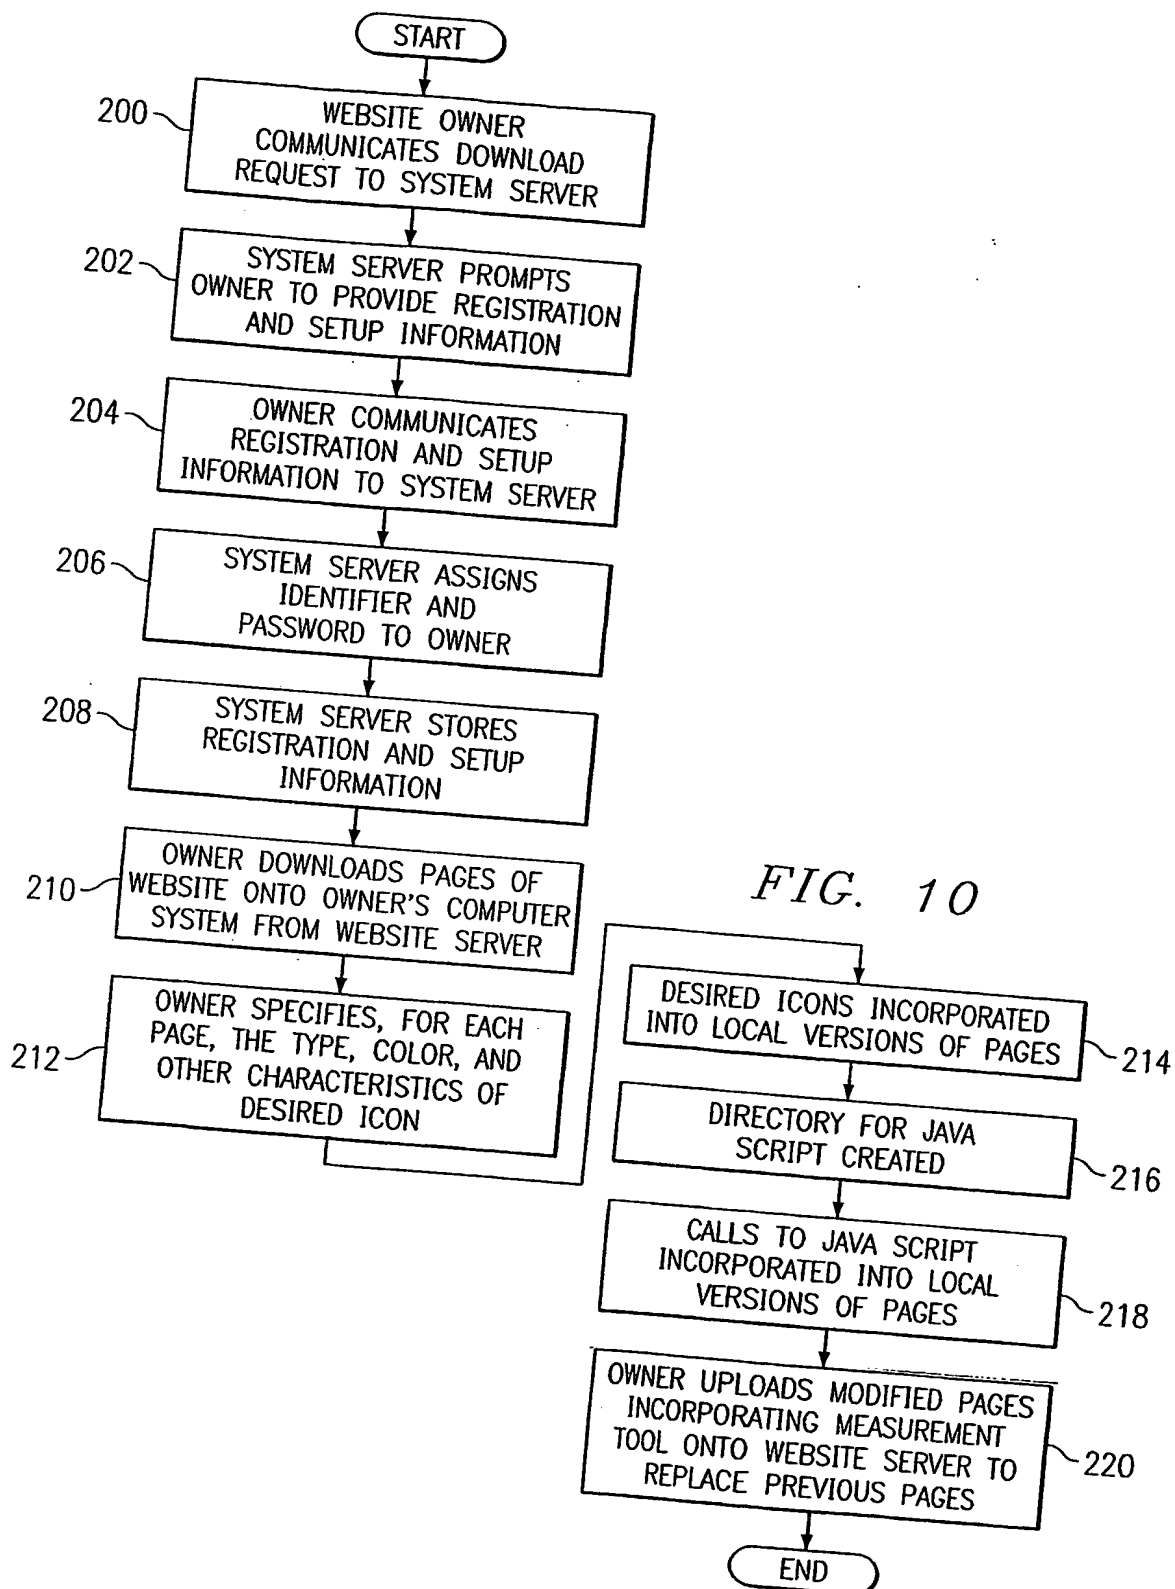 START
200
WEBSITE OWNER
COMMUNICATES DOWNLOAD
REQUEST TO SYSTEM SERVER
202
SYSTEM SERVER PROMPTS
OWNER TO PROVIDE REGISTRATION
AND SETUP INFORMATION
204
OWNER COMMUNICATES
REGISTRATION AND SETUP
INFORMATION TO SYSTEM SERVER
206
SYSTEM SERVER ASSIGNS
IDENTIFIER AND
PASSWORD TO OWNER
208
SYSTEM SERVER STORES
REGISTRATION AND SETUP
INFORMATION
210
OWNER DOWNLOADS PAGES OF
WEBSITE ONTO OWNER'S COMPUTER
SYSTEM FROM WEBSITE SERVER
212
OWNER SPECIFIES, FOR EACH
PAGE, THE TYPE, COLOR, AND
OTHER CHARACTERISTICS OF
DESIRED ICON
FIG. 10
DESIRED ICONS INCORPORATED
INTO LOCAL VERSIONS OF PAGES
214
DIRECTORY FOR JAVA
SCRIPT CREATED
216
CALLS TO JAVA SCRIPT
INCORPORATED INTO LOCAL
VERSIONS OF PAGES
218
OWNER UPLOADS MODIFIED PAGES
INCORPORATING MEASUREMENT
TOOL ONTO WEBSITE SERVER TO
REPLACE PREVIOUS PAGES
220
END